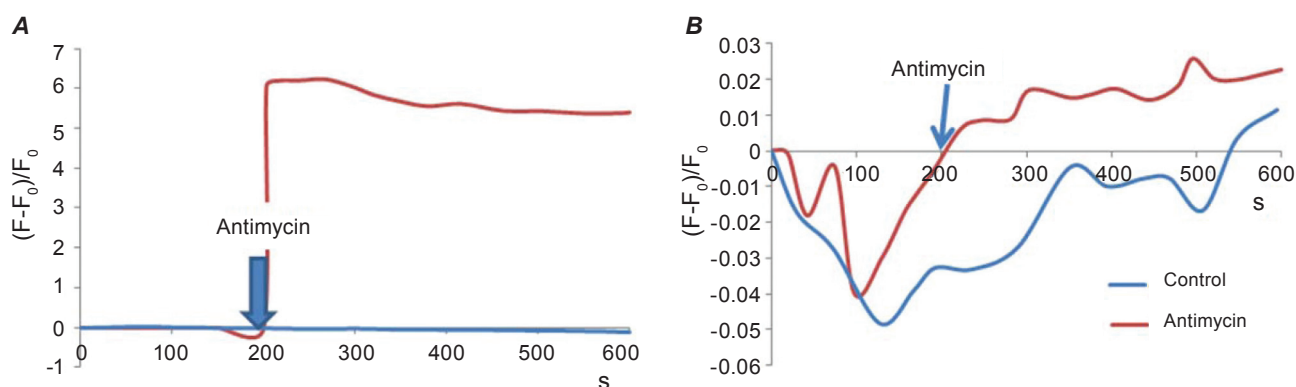 A
7
6
5
4
3
2
1
0
-1
(F-F0)/F0
Antimycin
0 100 200 300 400 500 600
s
B
0.03
0.02
0.01
0
-0.01
-0.02
-0.03
-0.04
-0.05
-0.06
(F-F0)/F0
Antimycin
0 100 200 300 400 500 600
s
Control
Antimycin